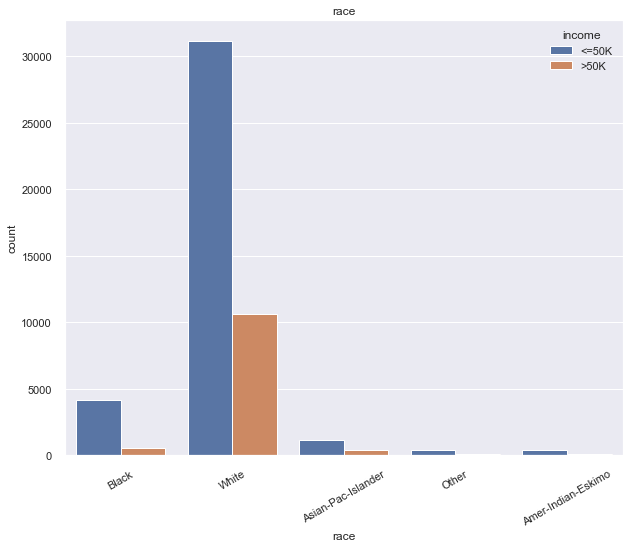 race
income
<=50K
>50K
30000
25000
20000
15000
10000
5000
0
count
Black
White
Asian-Pac-Islander
Other
Amer-Indian-Eskimo
race